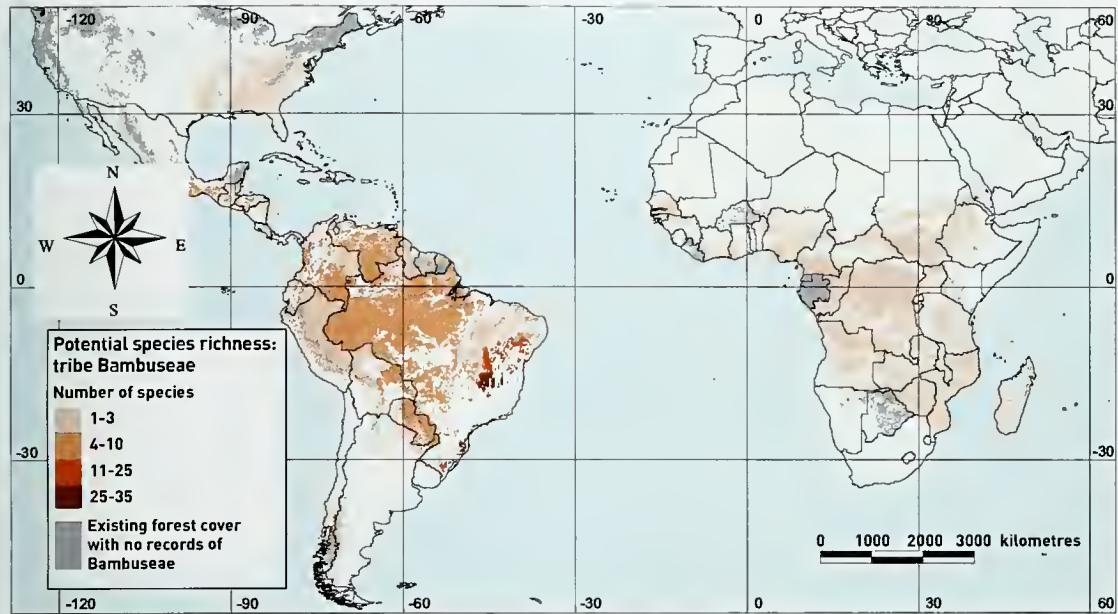 -120 -90 -60 -30 0 30 60
30 30 30
N
W E
S
0 0
Potential species richness:
tribe Bambuseae
Number of species
1-3
4-10
11-25
25-35
Existing forest cover
with no records of
Bambuseae
-30 -30
0 1000 2000 3000 kilometres
-120 -90 -60 -30 0 30 60